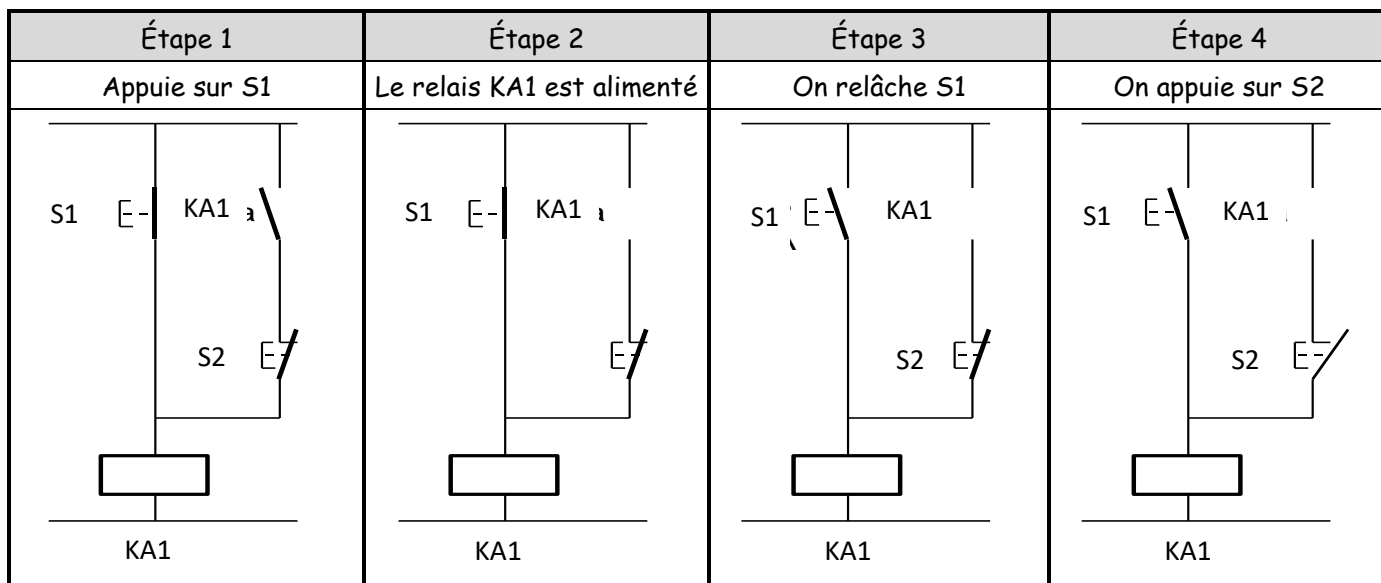 Étape 1
Étape 2
Étape 3
Étape 4
Appuie sur S1
Le relais KA1 est alimenté
On relâche S1
On appuie sur S2
S1
KA1
S1
KA1
S1
KA1
S1
KA1
S2
S2
S2
KA1
KA1
KA1
KA1